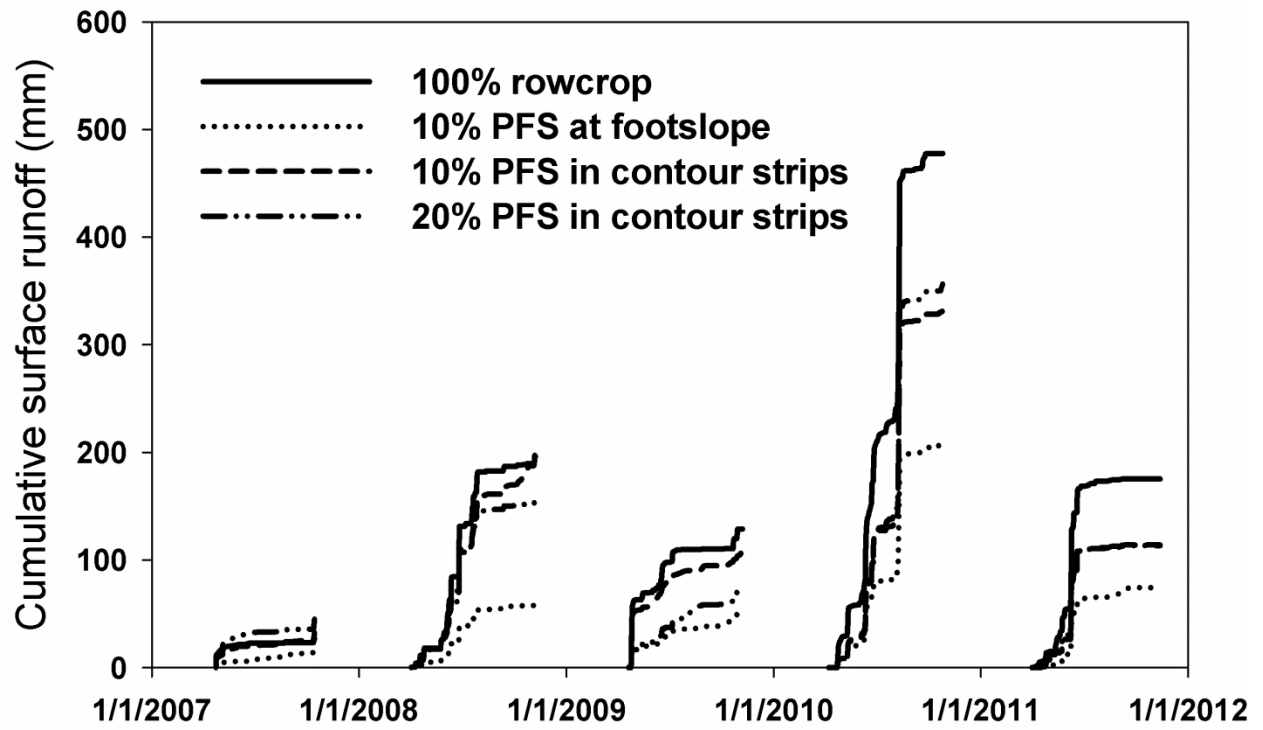 600
500
400
300
200
100
0
Cumulative surface runoff (mm)
100% rowcrop
10% PFS at footslope
10% PFS in contour strips
20% PFS in contour strips
1/1/2007 1/1/2008 1/1/2009 1/1/2010 1/1/2011 1/1/2012